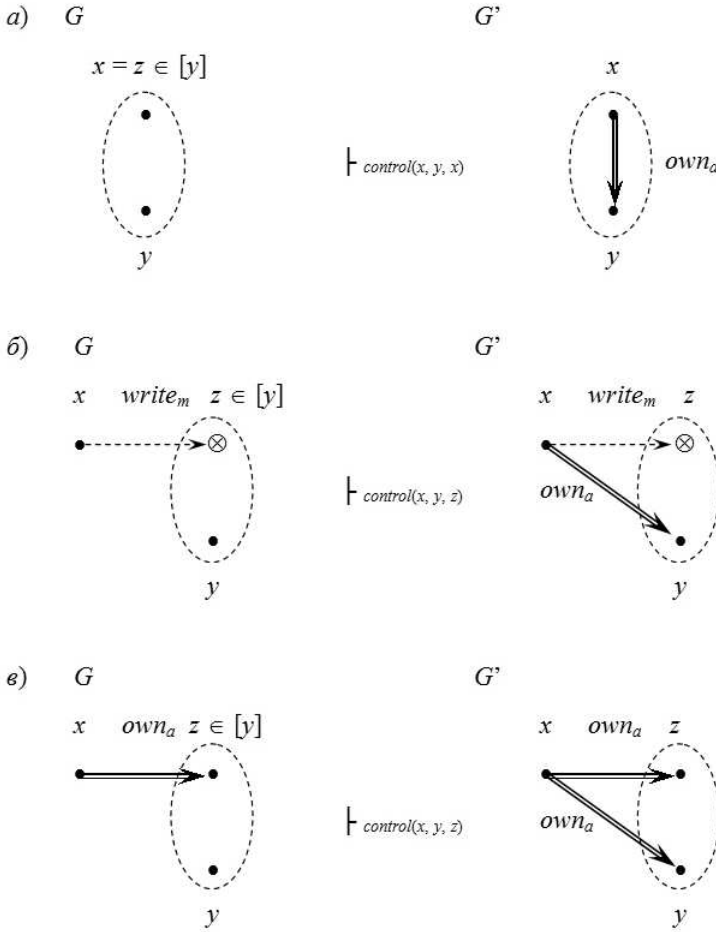 а) G G’
x = z ∈ [y] x
├ control(x, y, x) own_a
y y
б) G G’
x write_m z ∈ [y] x write_m z
├ control(x, y, z) own_a
y y
в) G G’
x own_a z ∈ [y] x own_a z
├ control(x, y, z) own_a
y y